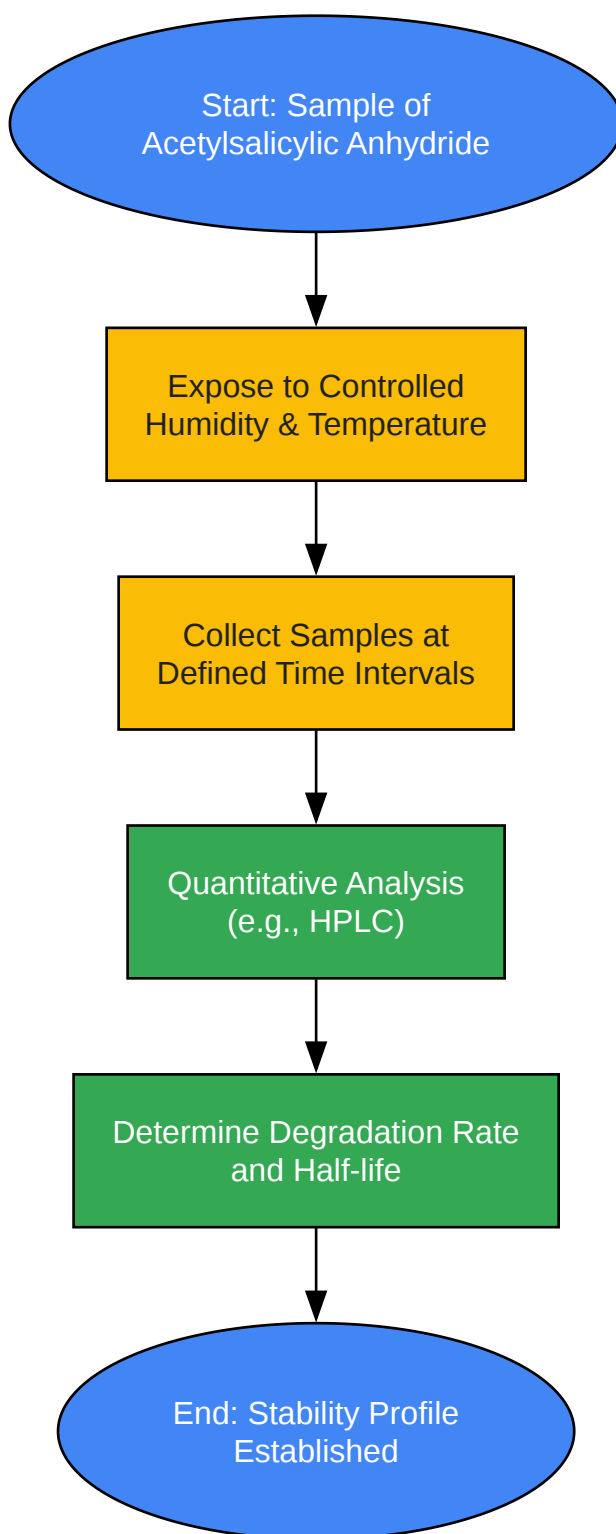 Start: Sample of
Acetylsalicylic Anhydride
Expose to Controlled
Humidity & Temperature
Collect Samples at
Defined Time Intervals
Quantitative Analysis
(e.g., HPLC)
Determine Degradation Rate
and Half-life
End: Stability Profile
Established